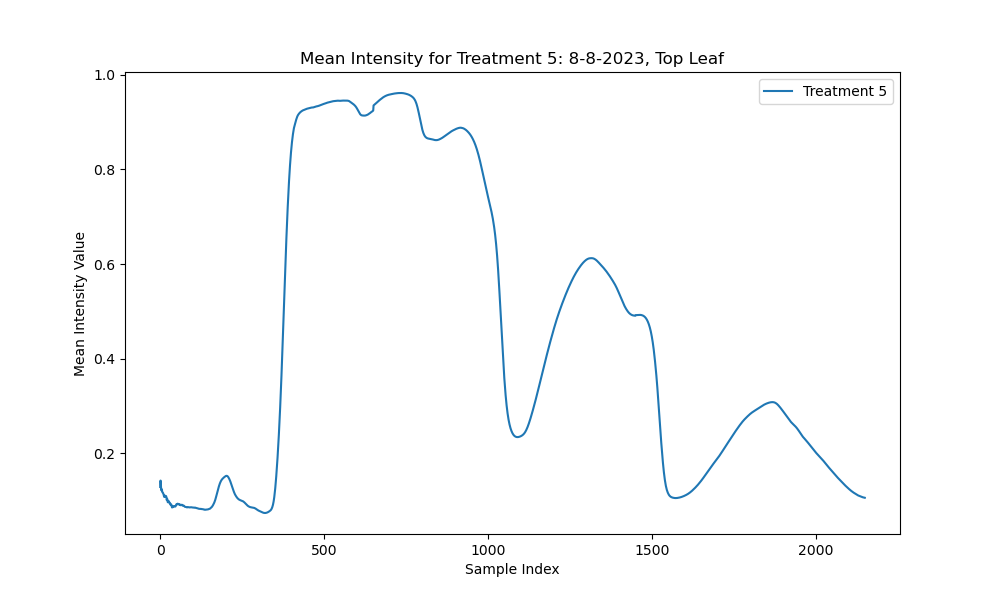 Mean Intensity for Treatment 5: 8-8-2023, Top Leaf
Treatment 5
Mean Intensity Value
1.0
0.8
0.6
0.4
0.2
0 500 1000 1500 2000
Sample Index